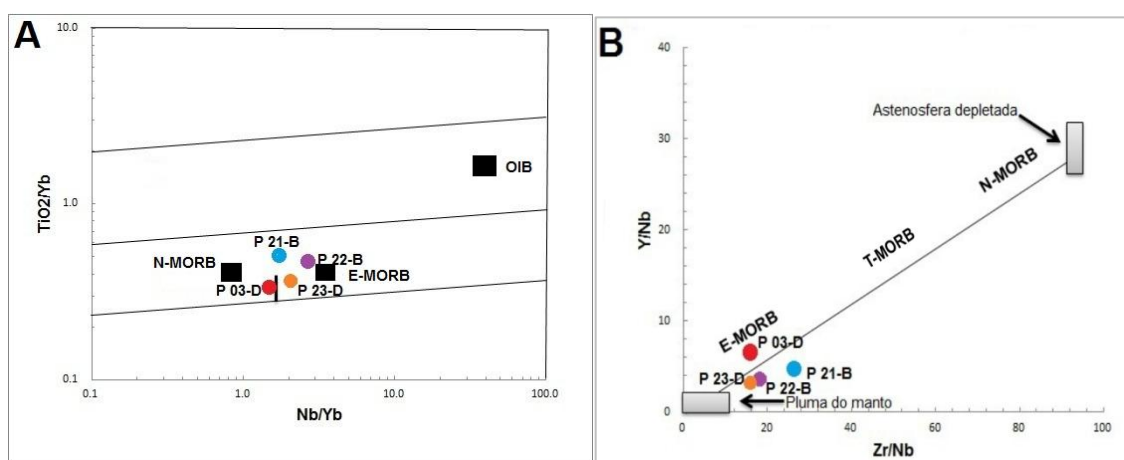 A
10.0
1.0
0.1
TiO2/Yb
OIB
P 21-B
N-MORB
P 22-B
E-MORB
P 03-D
P 23-D
0.1
1.0
10.0
100.0
Nb/Yb
B
40
30
20
10
0
Y/Nb
Astenosfera depletada
N-MORB
T-MORB
E-MORB
P 03-D
P 23-D
P 21-B
P 22-B
Pluma do manto
0
20
40
60
80
100
Zr/Nb